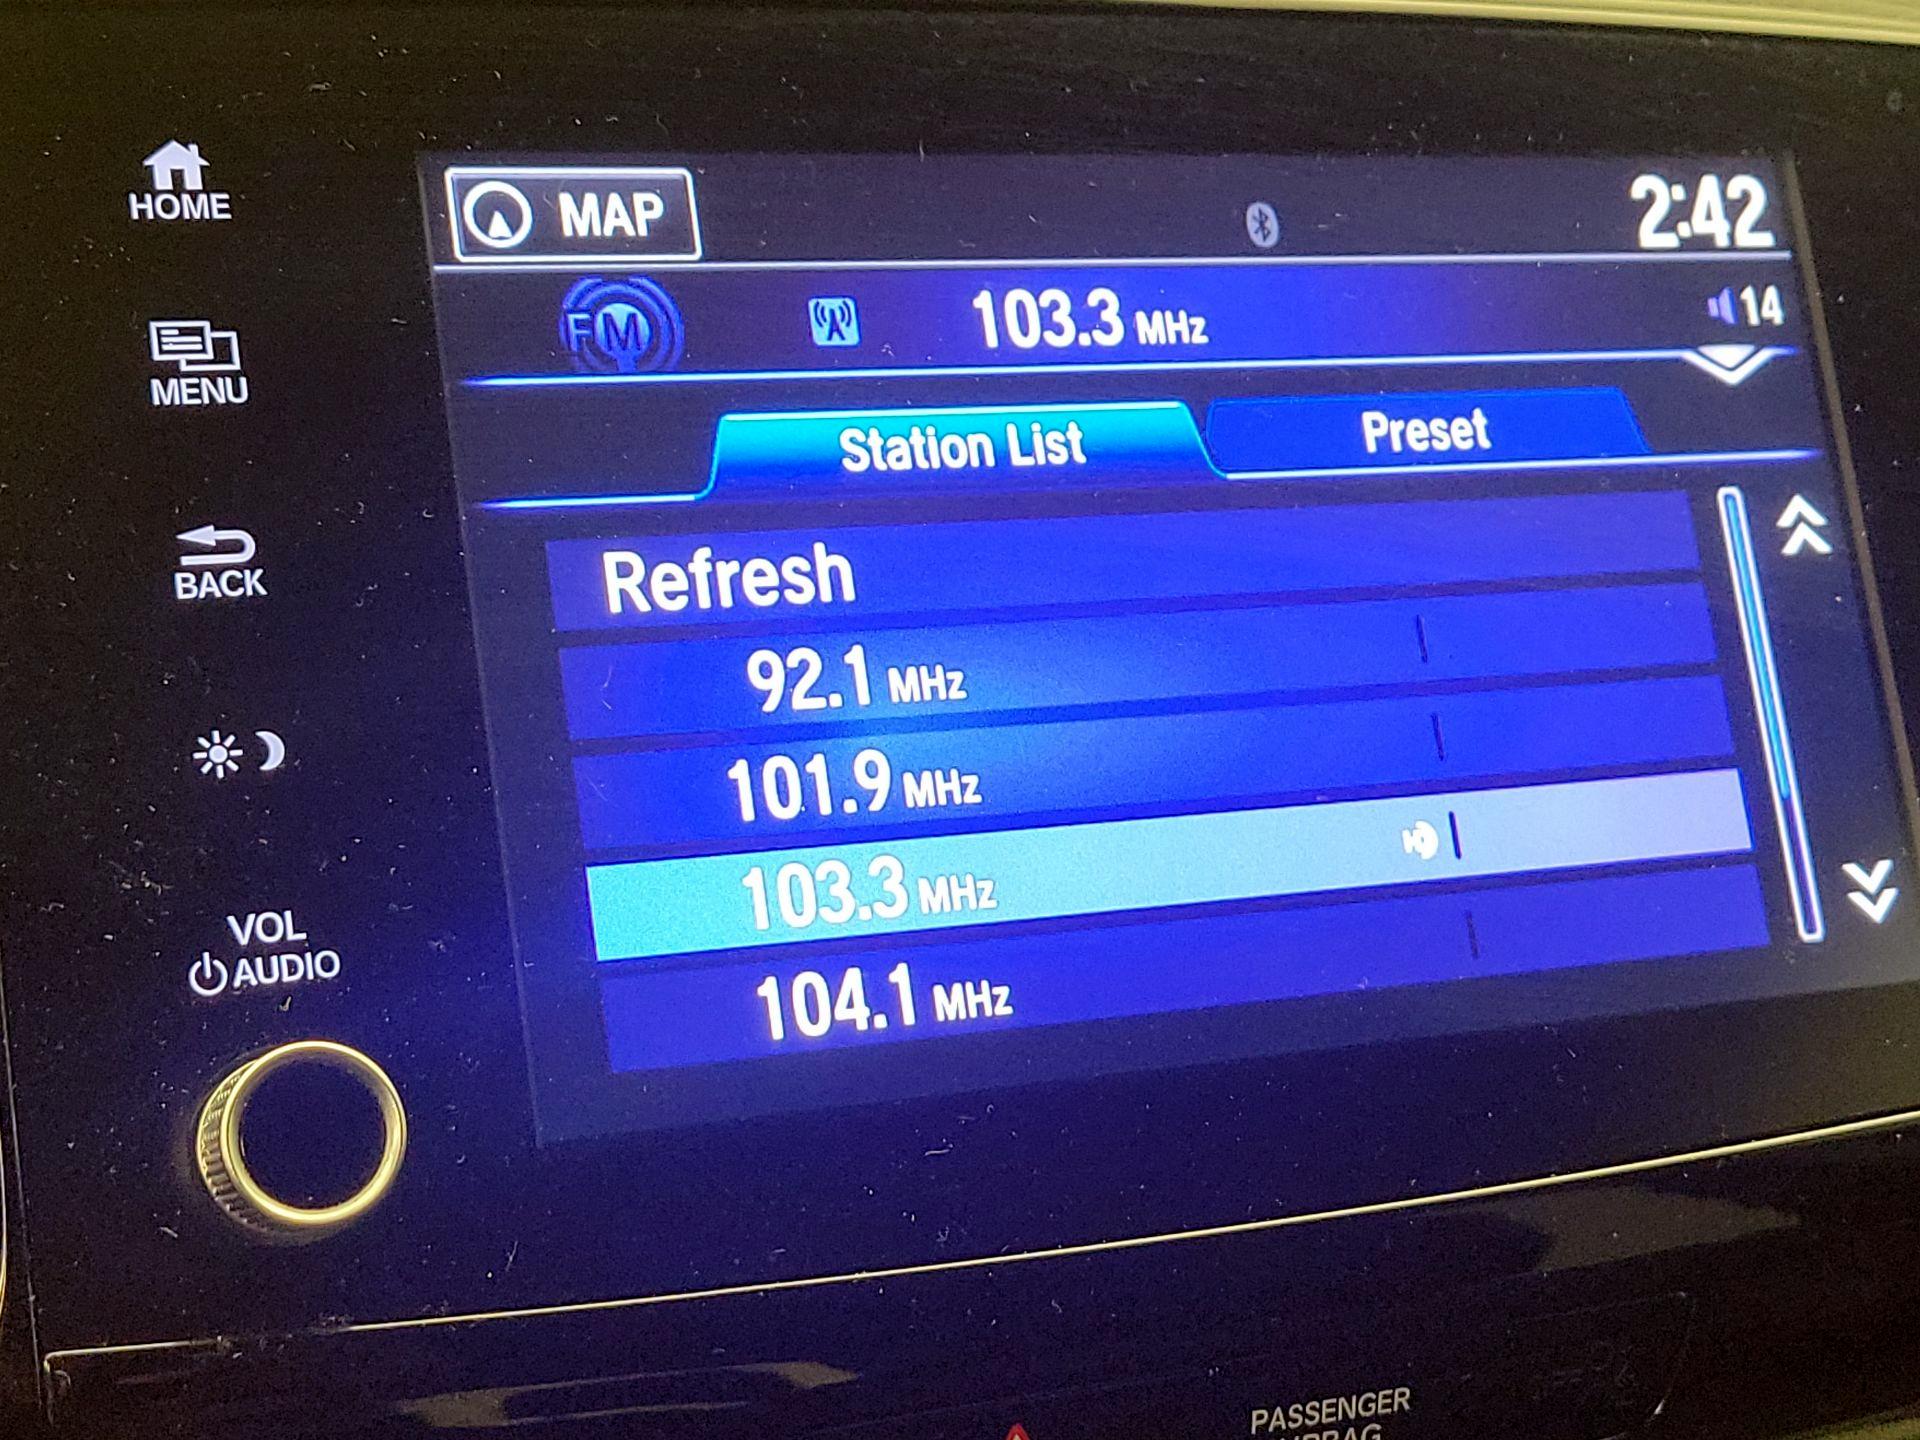 HOME
MAP
2:42
FM
103.3 MHz
14
MENU
Station List
Preset
Refresh
BACK
92.1 MHz
101.9 MHz
103.3 MHz
104.1 MHz
VOL
AUDIO
PASSENGER
AIRBAG